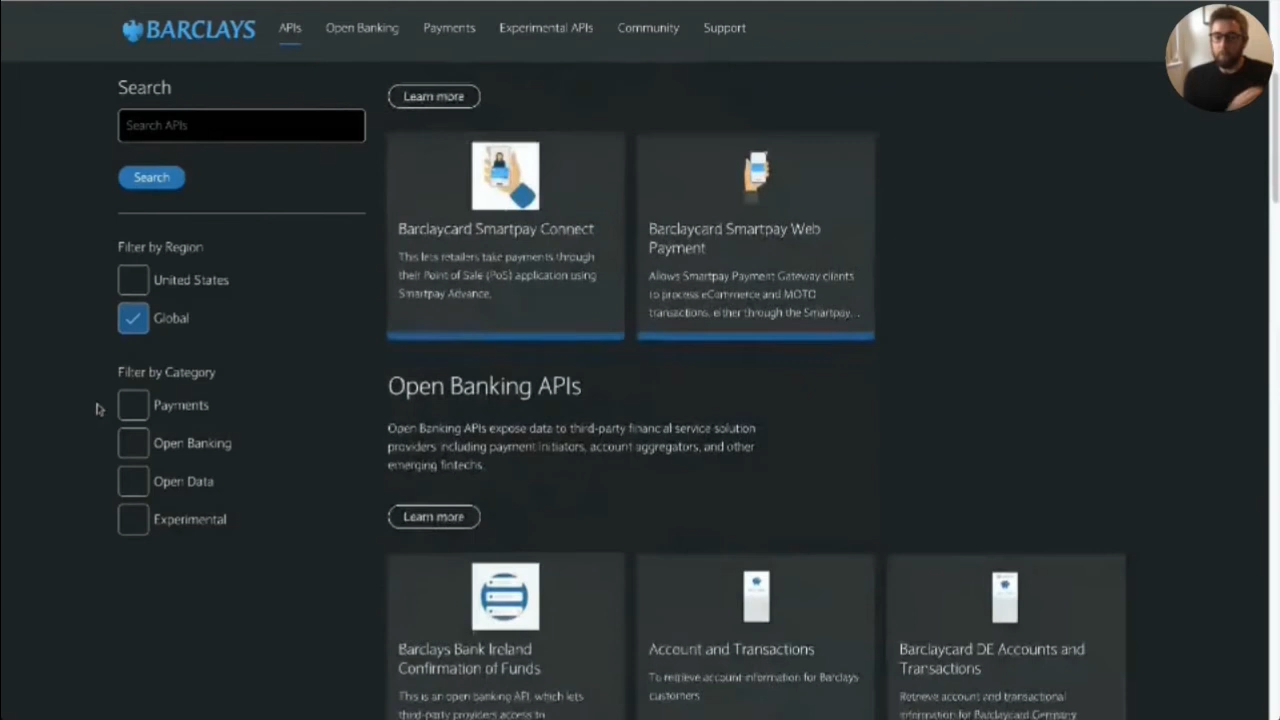 BARCLAYS
APIs
Open Banking
Payments
Experimental APIs
Community
Support
Search
Search APIs
Search
Filter by Region
United States
Global
Filter by Category
Payments
Open Banking
Open Data
Experimental
Learn more
Barclaycard Smartpay Connect
This lets retailers take payments through
their Point of Sale (PoS) application using
Smartpay Advance.
Barclaycard Smartpay Web
Payment
Allows Smartpay Payment Gateway clients
to process eCommerce and MOTO
transactions, either through the Smartpay...
Open Banking APIs
Open Banking APIs expose data to third-party financial service solution
providers including payment initiators, account aggregators, and other
emerging fintechs.
Learn more
Barclays Bank Ireland
Confirmation of Funds
This is an open banking API, which lets
third-party providers access to
Account and Transactions
To retrieve account information for Barclays
customers
Barclaycard DE Accounts and
Transactions
Retrieve account and transactional
information for Barclaycard Germany